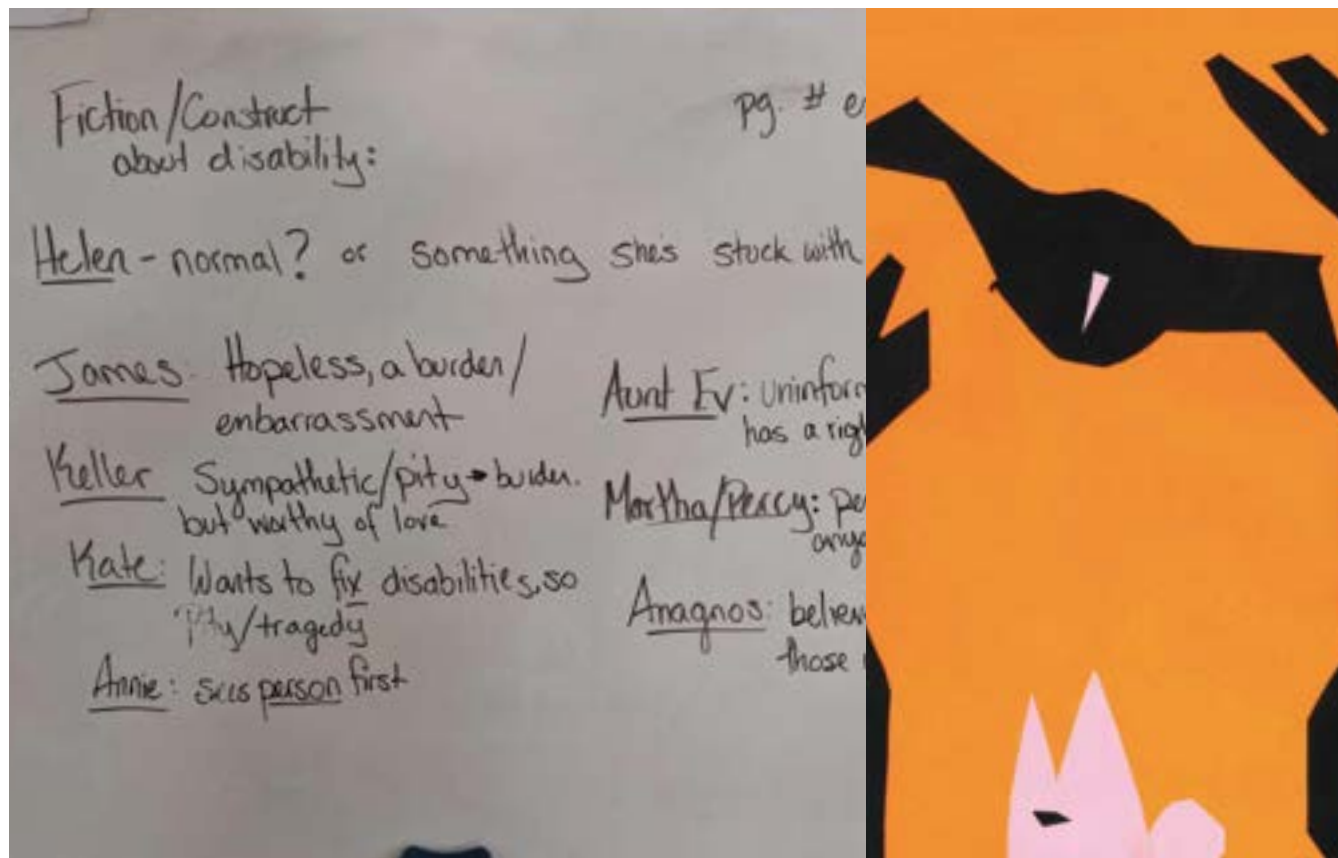 Fiction/Construct
about disability:
pg. #
Helen - normal? or something she's stuck with
James: Hopeless, a burden/
embarrassment
Keller Sympathetic/pity → burden.
but worthy of love
Kate: Wants to fix disabilities, so
pity/tragedy
Annie: sees person first
Aunt Ev:
has a
Martha/Percy:
Anagnos:
those